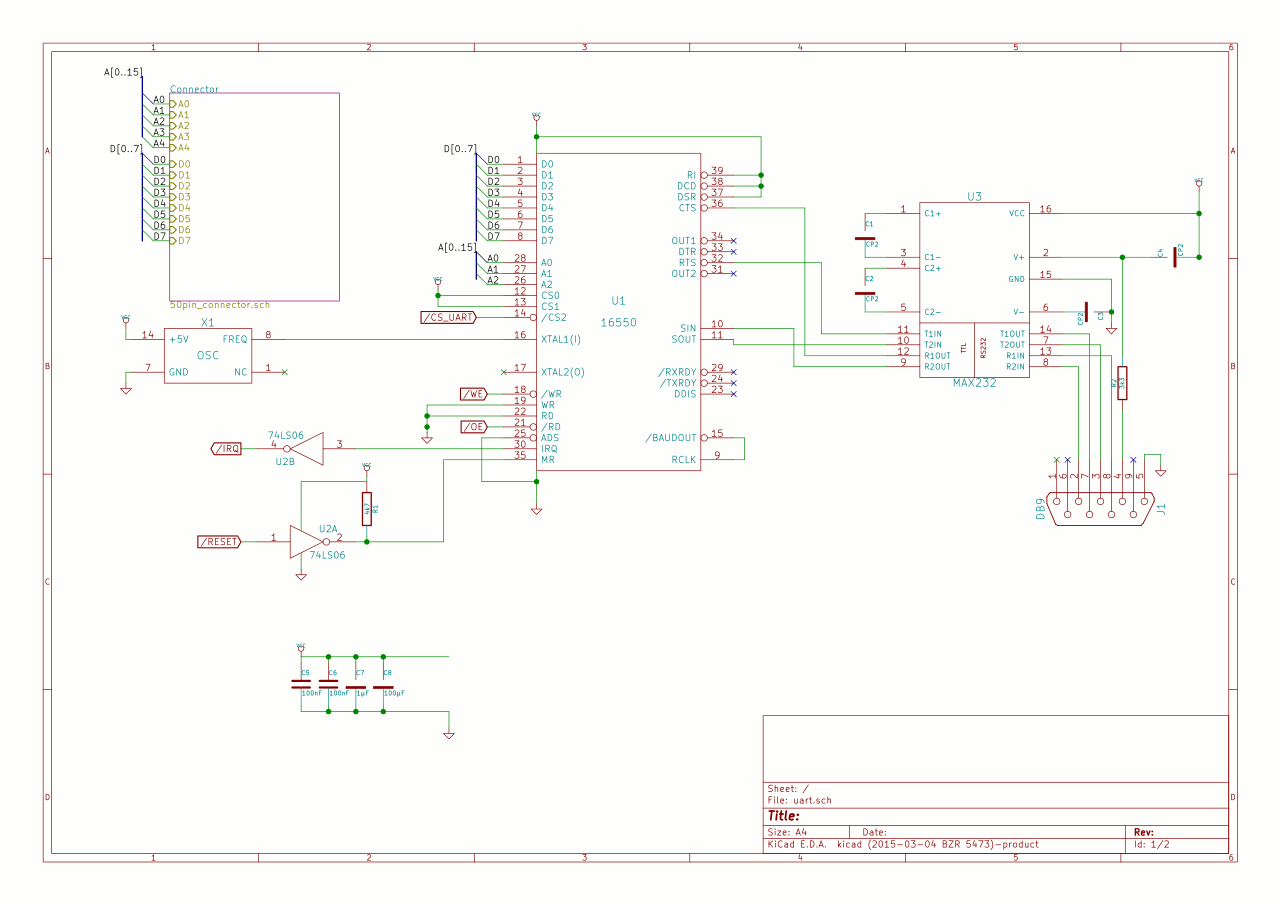 1 2 3 4 5 6
A[0..15]
Connector
A0 A0
A1 A1
A2 A2
A3 A3
A4 A4
D[0..7]
D0 D0
D1 D1
D2 D2
D3 D3
D4 D4
D5 D5
D6 D6
D7 D7
50pin_connector.sch
VCC
X1
14 +5V FREQ 8
OSC
7 GND NC 1
VCC
D[0..7]
D0 1 D0
D1 2 D1
D2 3 D2
D3 4 D3
D4 5 D4
D5 6 D5
D6 7 D6
D7 8 D7
A[0..15]
A0 28 A0
A1 27 A1
A2 26 A2
VCC
12 CS0
13 CS1
/CS_UART 14 /CS2
16 XTAL1(I)
17 XTAL2(O)
/WE 18 /WR
19 WR
22 RD
/OE 21 /RD
25 ADS
30 IRQ
35 MR
U1
16550
RI 39
DCD 38
DSR 37
CTS 36
OUT1 34
DTR 33
RTS 32
OUT2 31
SIN 10
SOUT 11
/RXRDY 29
/TXRDY 24
DDIS 23
/BAUDOUT 15
RCLK 9
74LS06
/IRQ 4 3
U2B
VCC
4k7 R1
U2A
/RESET 1 2
74LS06
VCC
C5 C6 C7 C8
100nF 100nF 1µF 100µF
U3
VCC
C1
CP2
C2
CP2
1 C1+ VCC 16
3 C1- V+ 2
4 C2+
GND 15
5 C2- V- 6
11 T1IN T1OUT 14
10 T2IN T2OUT 7
12 R1OUT R1IN 13
9 R2OUT R2IN 8
TTL RS232
MAX232
C4 CP2
CP2 C3
R2 3k3
1 6 2 7 3 8 4 9 5
DB9 J1
A A
B B
C C
D D
Sheet: /
File: uart.sch
Title:
Size: A4 Date: Rev:
KiCad E.D.A. kicad (2015-03-04 BZR 5473)-product Id: 1/2
1 2 3 4 5 6